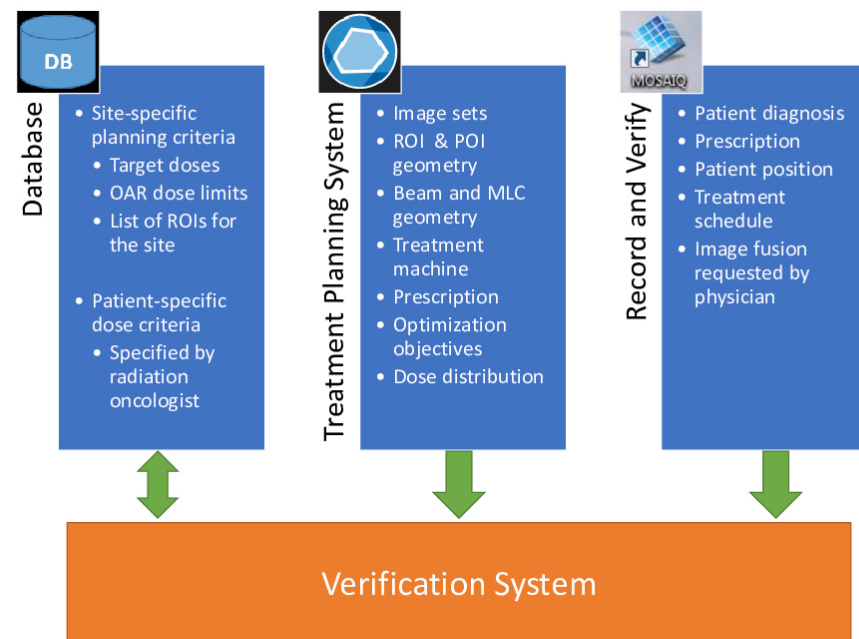 DB
Database
• Site-specific
planning criteria
• Target doses
• OAR dose limits
• List of ROIs for
the site
• Patient-specific
dose criteria
• Specified by
radiation
oncologist
Treatment Planning System
• Image sets
• ROI & POI
geometry
• Beam and MLC
geometry
• Treatment
machine
• Prescription
• Optimization
objectives
• Dose distribution
MOSAIQ
Record and Verify
• Patient diagnosis
• Prescription
• Patient position
• Treatment
schedule
• Image fusion
requested by
physician
Verification System